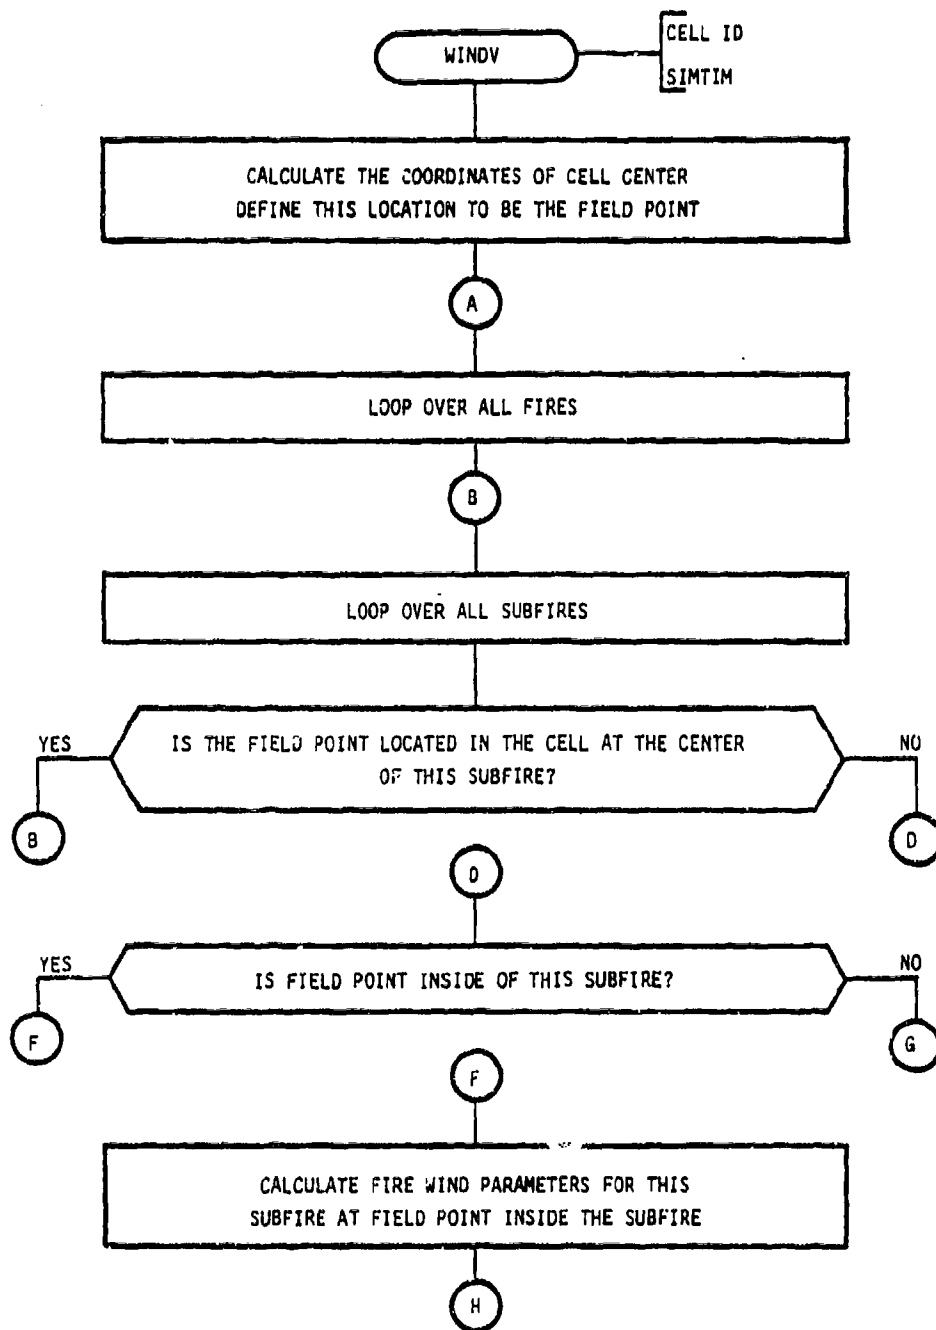 WINDV
CELL ID
SIMTIM
CALCULATE THE COORDINATES OF CELL CENTER
DEFINE THIS LOCATION TO BE THE FIELD POINT
A
LOOP OVER ALL FIRES
B
LOOP OVER ALL SUBFIRES
YES
IS THE FIELD POINT LOCATED IN THE CELL AT THE CENTER
OF THIS SUBFIRE?
NO
B
D
D
YES
IS FIELD POINT INSIDE OF THIS SUBFIRE?
NO
F
G
F
CALCULATE FIRE WIND PARAMETERS FOR THIS
SUBFIRE AT FIELD POINT INSIDE THE SUBFIRE
H